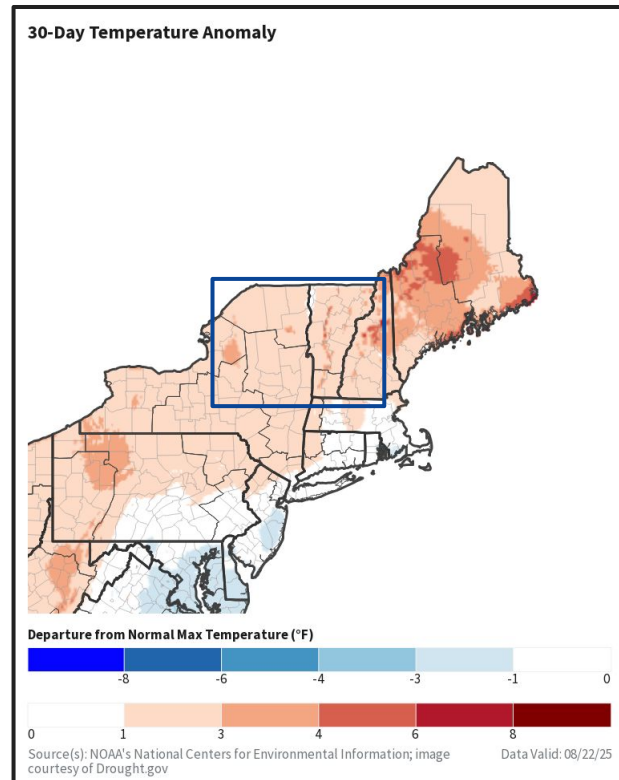 30-Day Temperature Anomaly
Departure from Normal Max Temperature (°F)
-8 -6 -4 -3 -1 0
0 1 3 4 6 8
Source(s): NOAA's National Centers for Environmental Information; image
courtesy of Drought.gov
Data Valid: 08/22/25